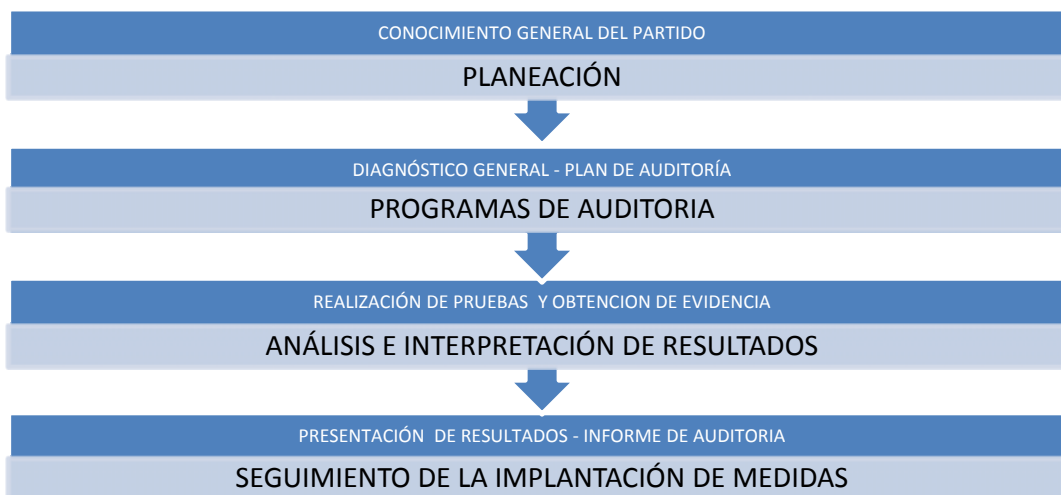 CONOCIMIENTO GENERAL DEL PARTIDO
PLANEACIÓN
DIAGNÓSTICO GENERAL - PLAN DE AUDITORÍA
PROGRAMAS DE AUDITORIA
REALIZACIÓN DE PRUEBAS Y OBTENCION DE EVIDENCIA
ANÁLISIS E INTERPRETACIÓN DE RESULTADOS
PRESENTACIÓN DE RESULTADOS - INFORME DE AUDITORIA
SEGUIMIENTO DE LA IMPLANTACIÓN DE MEDIDAS